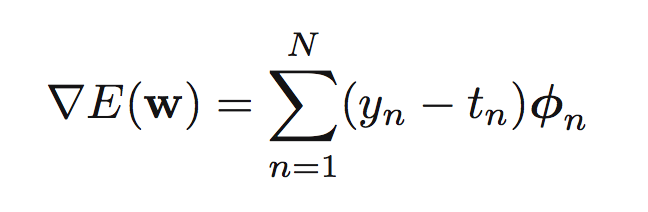 ∇E(𝐰) = ∑_{n=1}^{N} (y_n − t_n)𝛟_n